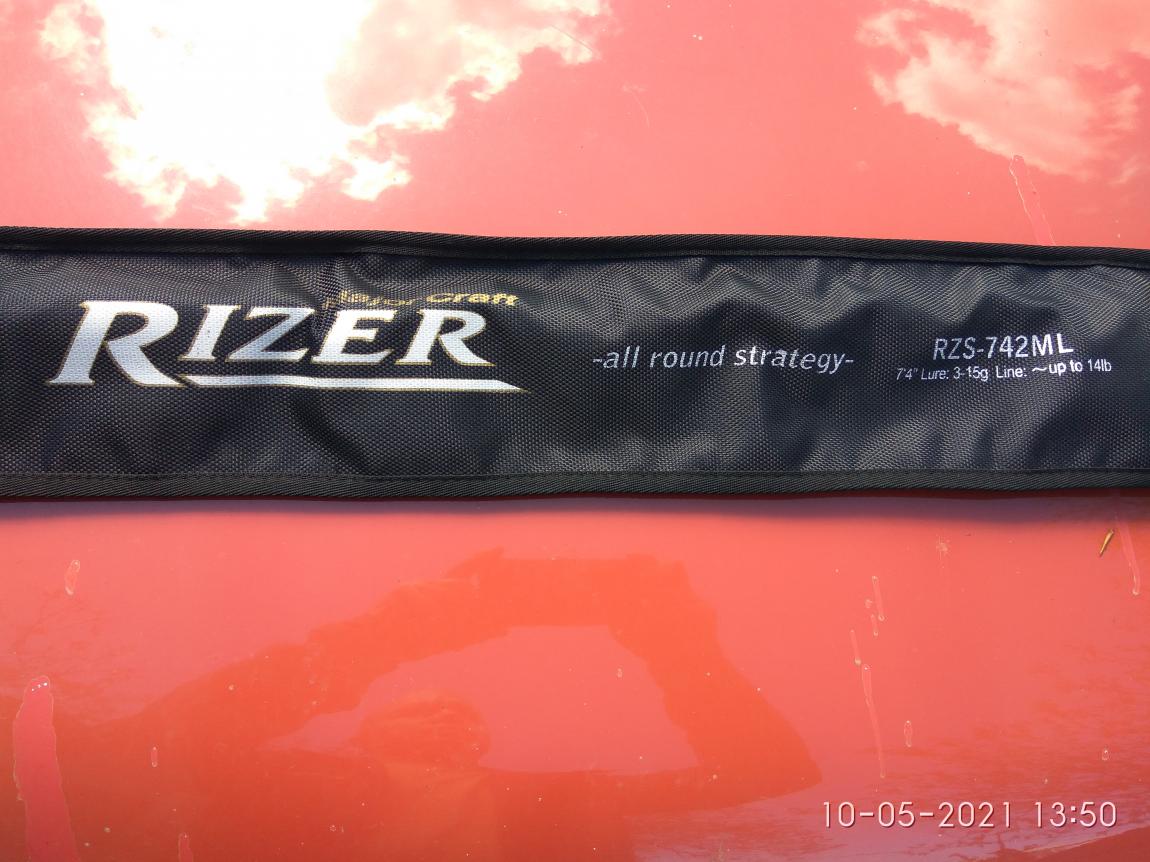 Major Craft
RIZER
-all round strategy-
RZS-742ML
7'4" Lure: 3-15g Line: ～up to 14lb
10-05-2021 13:50